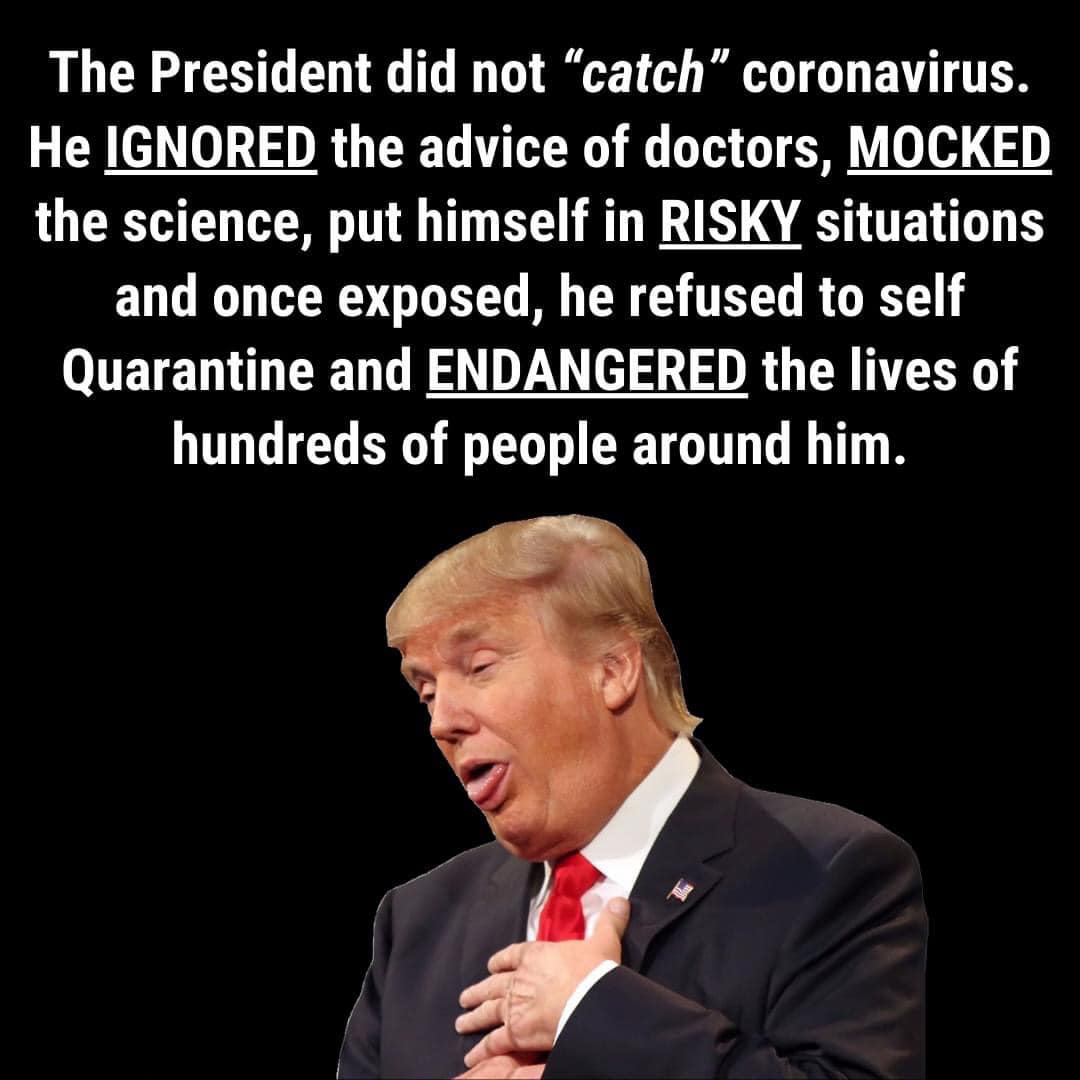 The President did not “catch” coronavirus.
He IGNORED the advice of doctors, MOCKED
the science, put himself in RISKY situations
and once exposed, he refused to self
Quarantine and ENDANGERED the lives of
hundreds of people around him.